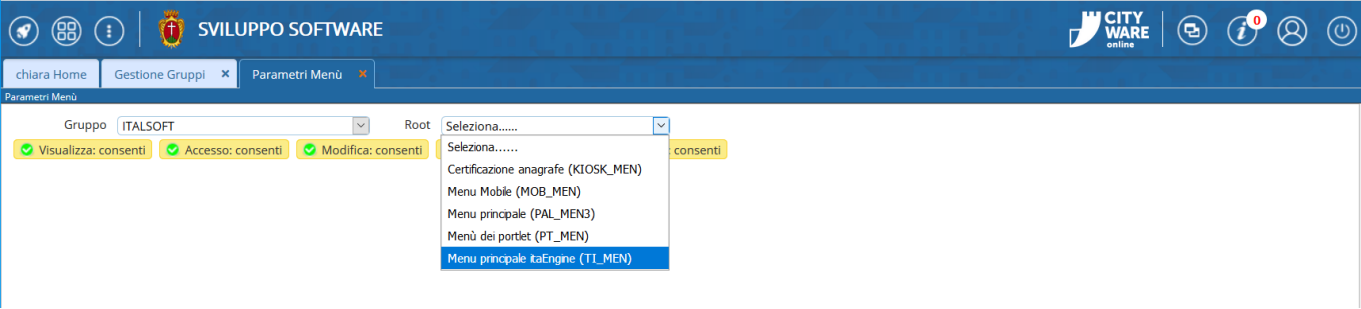 SVILUPPO SOFTWARE
CITY
WARE
online
0
chiara Home
Gestione Gruppi
Parametri Menù
Parametri Menù
Gruppo ITALSOFT Root Seleziona......
Visualizza: consenti Accesso: consenti Modifica: consenti : consenti
Seleziona......
Certificazione anagrafe (KIOSK_MEN)
Menu Mobile (MOB_MEN)
Menu principale (PAL_MEN3)
Menù dei portlet (PT_MEN)
Menu principale itaEngine (TI_MEN)